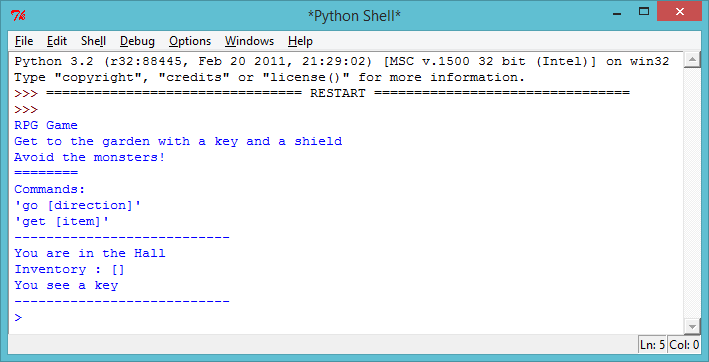 *Python Shell*
File Edit Shell Debug Options Windows Help
Python 3.2 (r32:88445, Feb 20 2011, 21:29:02) [MSC v.1500 32 bit (Intel)] on win32
Type "copyright", "credits" or "license()" for more information.
>>> ================================ RESTART ================================
>>>
RPG Game
Get to the garden with a key and a shield
Avoid the monsters!
========
Commands:
'go [direction]'
'get [item]'
---------------------------
You are in the Hall
Inventory : []
You see a key
---------------------------
>
Ln: 5 Col: 0